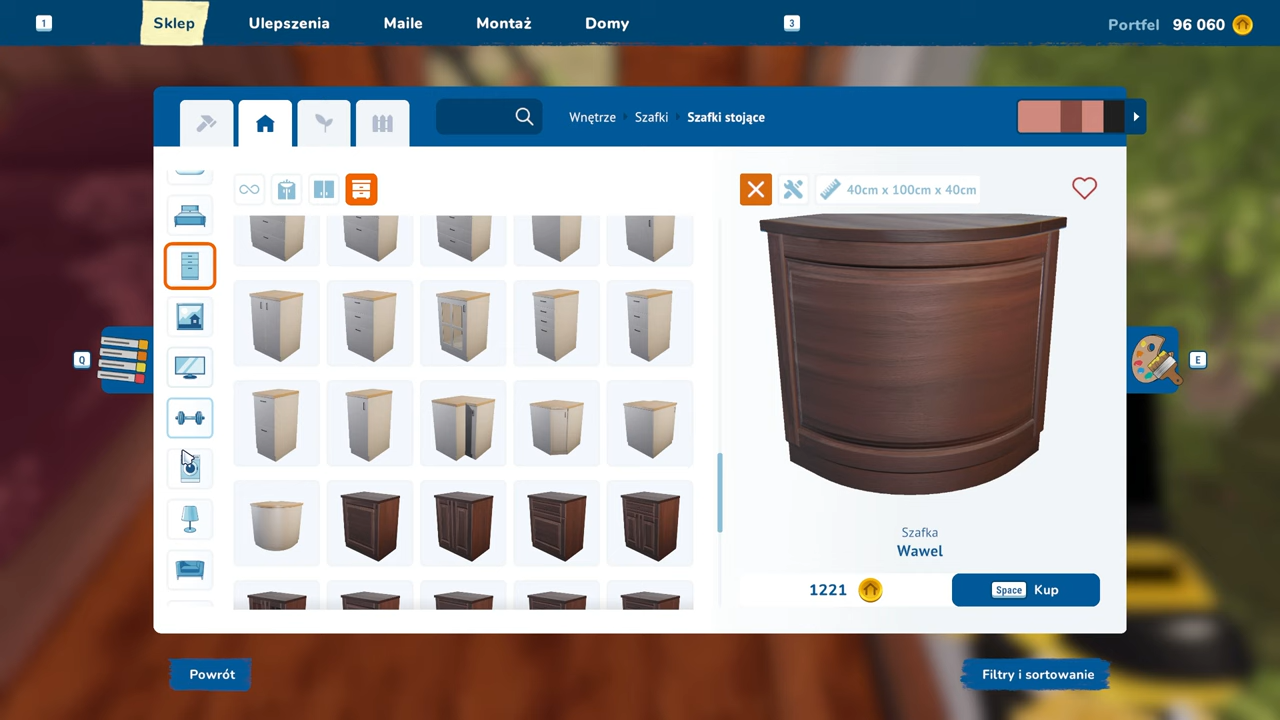 1
Sklep
Ulepszenia
Maile
Montaż
Domy
3
Portfel 96 060
Wnętrze Szafki Szafki stojące
40cm x 100cm x 40cm
Q
E
Szafka
Wawel
1221
Space Kup
Powrót
Filtry i sortowanie